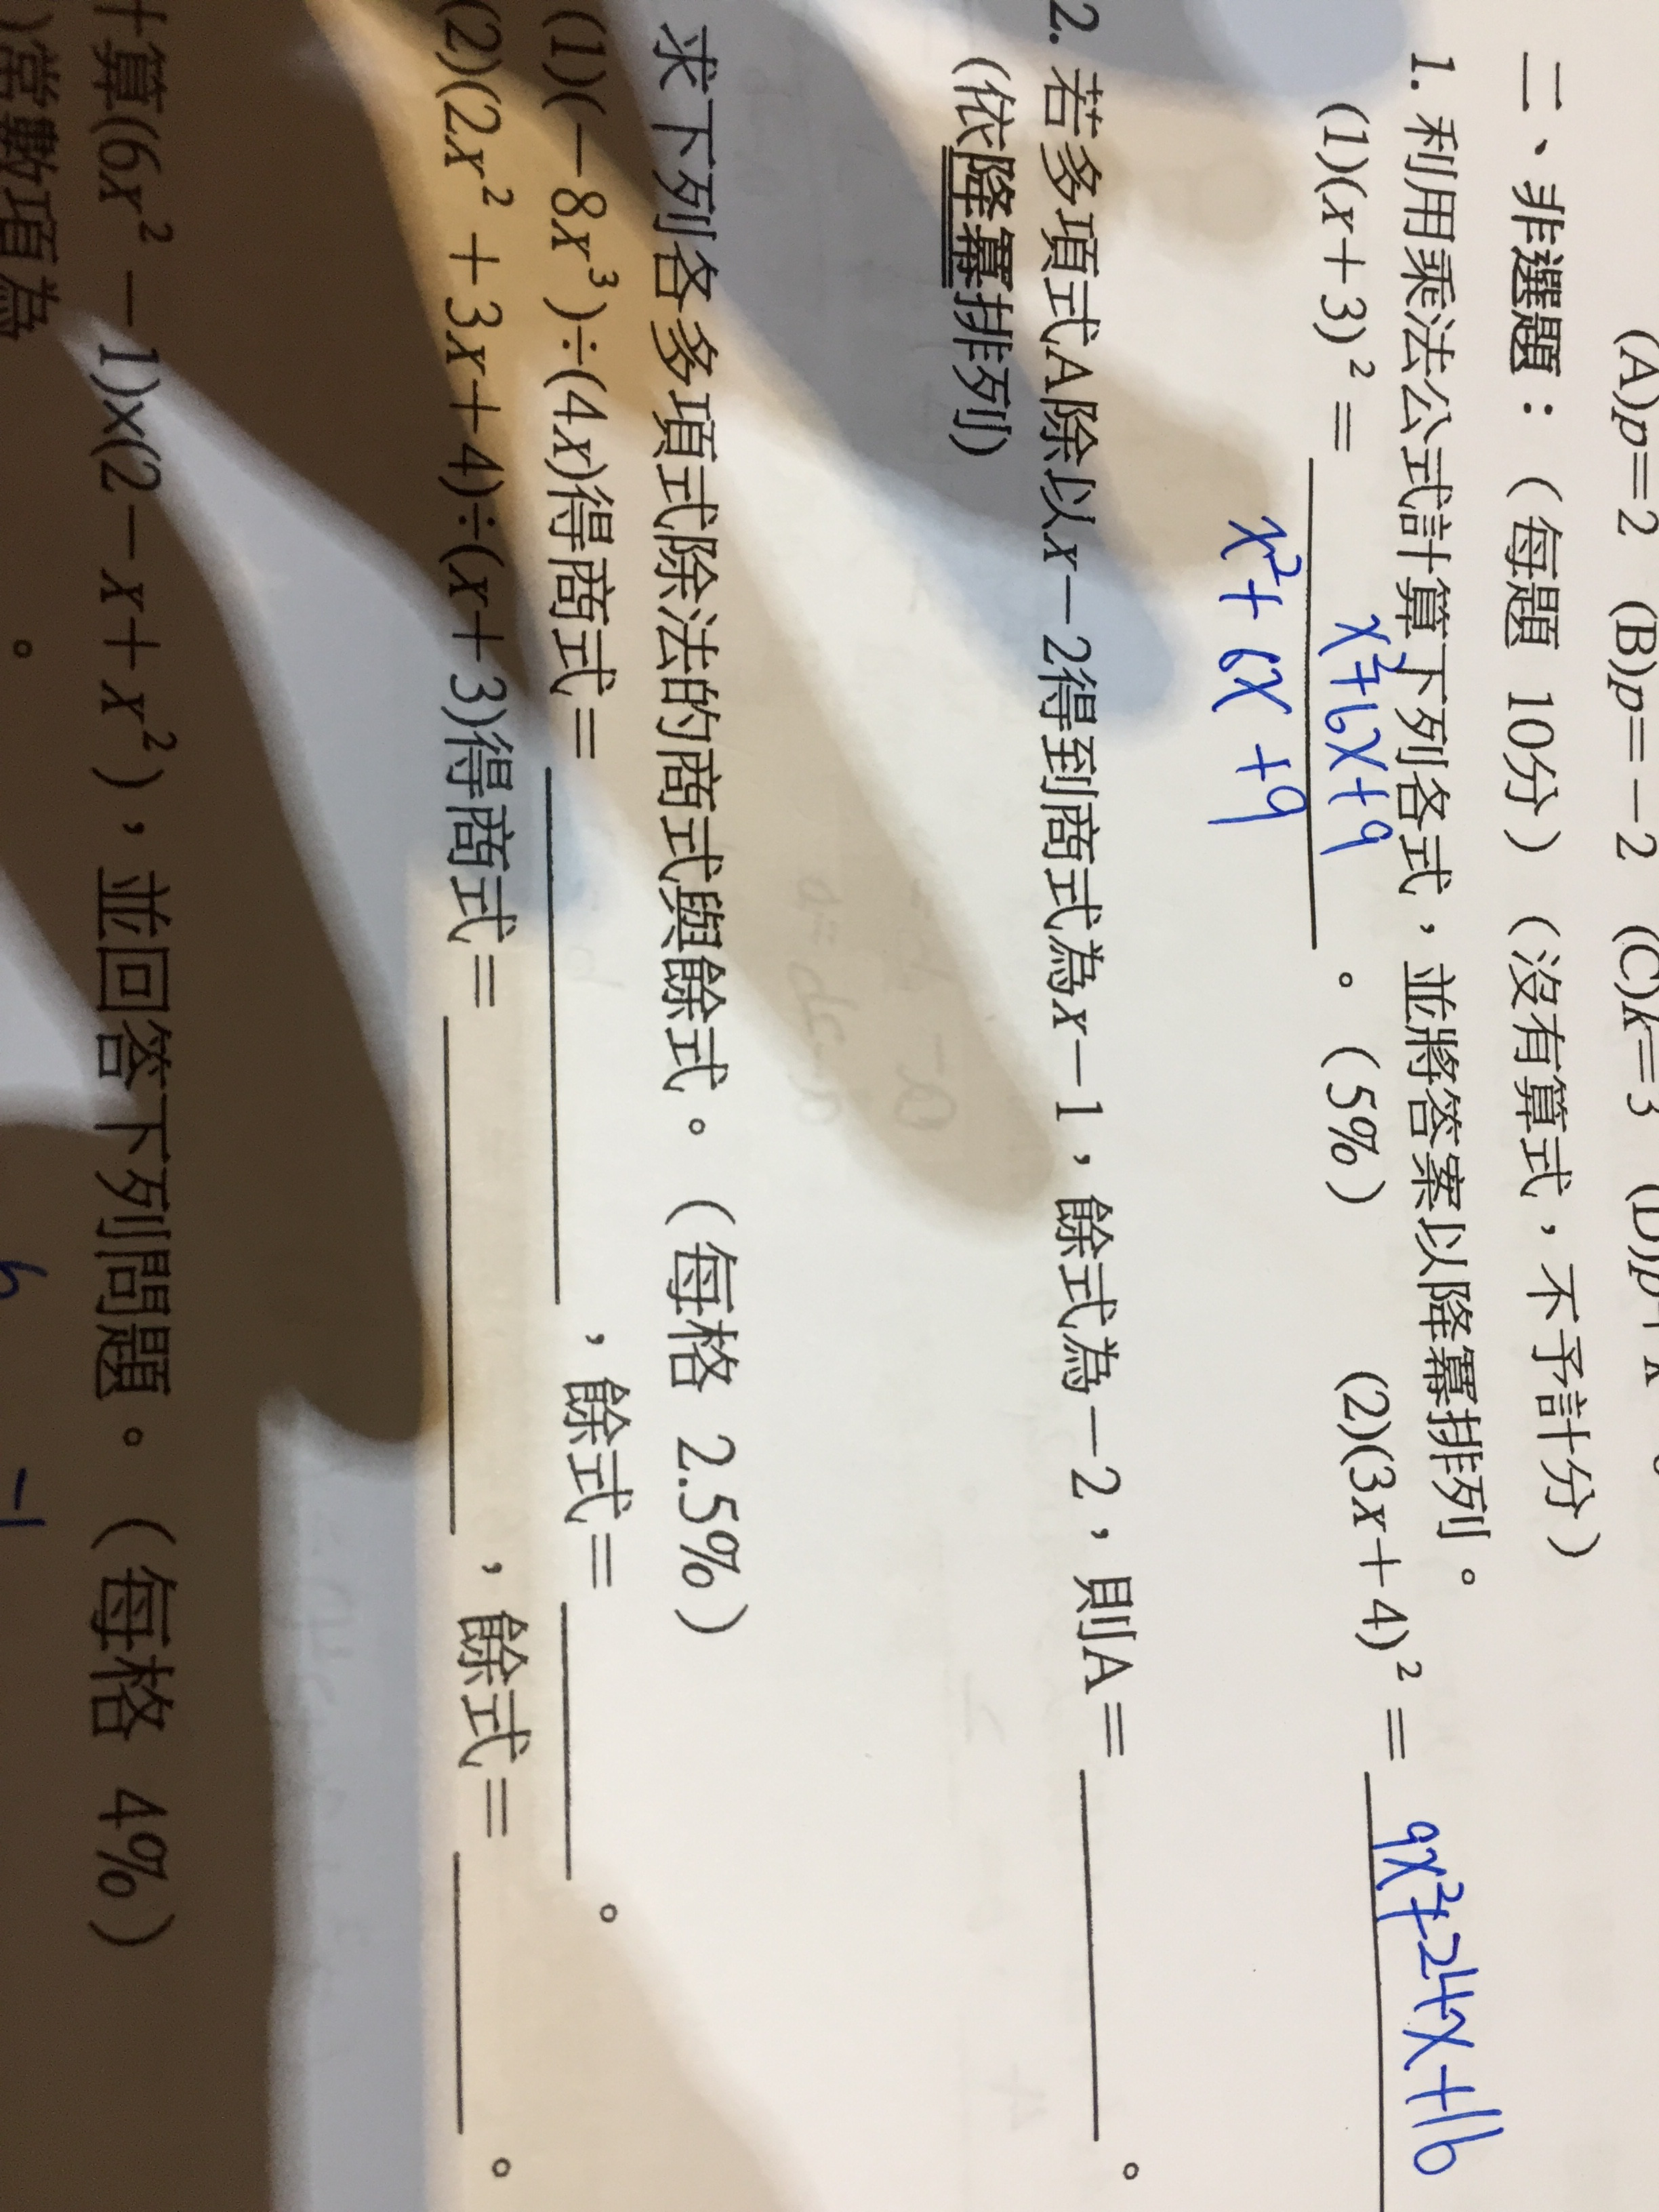 (A)p=2 (B)p=-2 (C)k=3
二、非選題：（每題 10分）（沒有算式，不予計分）
1. 利用乘法公式計算下列各式，並將答案以降冪排列。
(1)(x+3)²= x²+6x+9 。（5%） (2)(3x+4)²= 9x²+24x+16
x²+6x+9
2. 若多項式A除以x-2得到商式為x-1，餘式為-2，則A= 。
(依降冪排列)
求下列各多項式除法的商式與餘式。（每格 2.5%）
(1)(-8x³)÷(4x)得商式= ，餘式= 。
(2)(2x²+3x+4)÷(x+3)得商式= ，餘式= 。
算(6x²-1)x(2-x+x²)，並回答下列問題。（每格 4%）
)常數項為 。